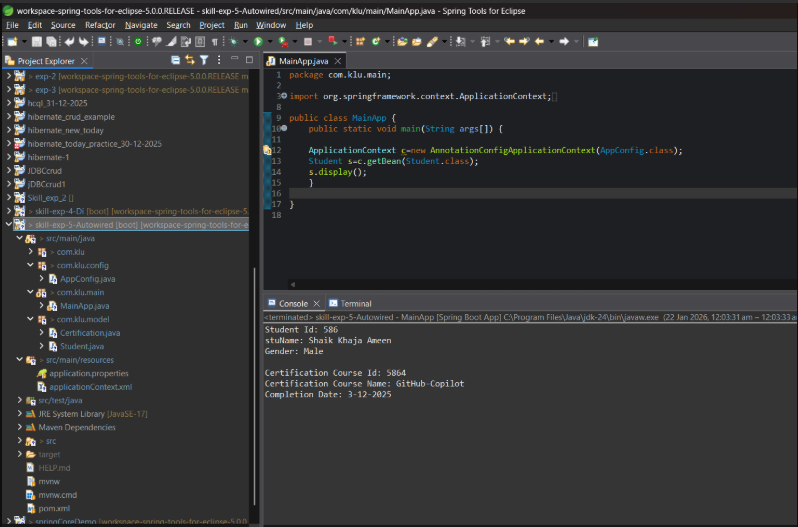 workspace-spring-tools-for-eclipse-5.0.0.RELEASE - skill-exp-5-Autowired/src/main/java/com/klu/main/MainApp.java - Spring Tools for Eclipse
File Edit Source Refactor Navigate Search Project Run Window Help
Project Explorer
> exp-2 [workspace-spring-tools-for-eclipse-5.0.0.RELEASE m
> exp-3 [workspace-spring-tools-for-eclipse-5.0.0.RELEASE m
hcql_31-12-2025
hibernate_crud_example
hibernate_new_today
hibernate_today_practice_30-12-2025
hibernate-1
JDBCcrud
jDBCcrud1
Skill_exp_2 []
> skill-exp-4-Di [boot] [workspace-spring-tools-for-eclipse-5.
> skill-exp-5-Autowired [boot] [workspace-spring-tools-for-e
> src/main/java
> com.klu
> com.klu.config
> AppConfig.java
> com.klu.main
> MainApp.java
> com.klu.model
> Certification.java
> Student.java
> src/main/resources
application.properties
applicationContext.xml
> src/test/java
JRE System Library [JavaSE-17]
Maven Dependencies
> src
> target
HELP.md
mvnw
mvnw.cmd
pom.xml
> springCoreDemo [workspace-spring-tools-for-eclipse-5.0.0
MainApp.java
1 package com.klu.main;
2
3 import org.springframework.context.ApplicationContext;
8
9 public class MainApp {
10 public static void main(String args[]) {
11
12 ApplicationContext c=new AnnotationConfigApplicationContext(AppConfig.class);
13 Student s=c.getBean(Student.class);
14 s.display();
15 }
16
17 }
18
Console Terminal
<terminated> skill-exp-5-Autowired - MainApp [Spring Boot App] C:\Program Files\Java\jdk-24\bin\javaw.exe (22 Jan 2026, 12:03:31 am – 12:03:33 a
Student Id: 586
stuName: Shaik Khaja Ameen
Gender: Male
Certification Course Id: 5864
Certification Course Name: GitHub-Copilot
Completion Date: 3-12-2025